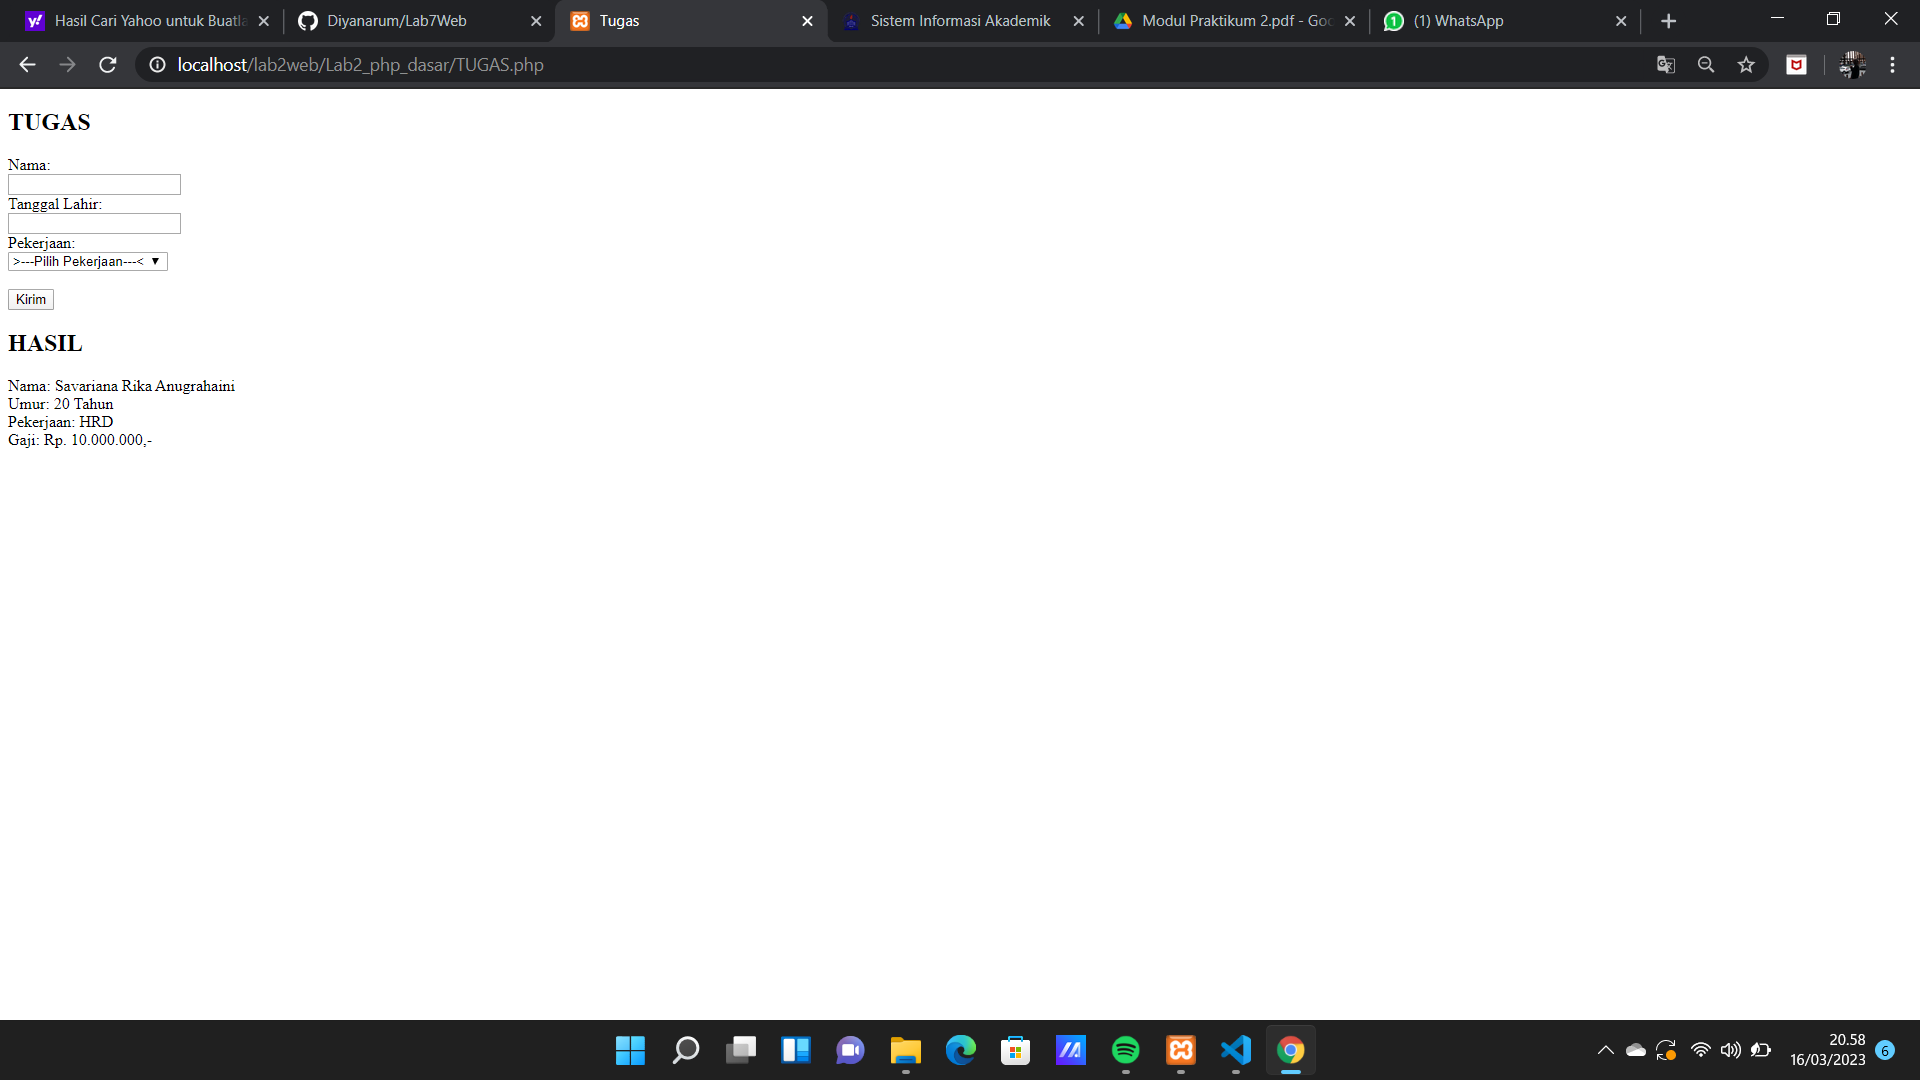 Hasil Cari Yahoo untuk Buatla
Diyanarum/Lab7Web
Tugas
Sistem Informasi Akademik
Modul Praktikum 2.pdf - Goo
(1) WhatsApp
localhost/lab2web/Lab2_php_dasar/TUGAS.php
TUGAS
Nama:
Tanggal Lahir:
Pekerjaan:
>---Pilih Pekerjaan---<
Kirim
HASIL
Nama: Savariana Rika Anugrahaini
Umur: 20 Tahun
Pekerjaan: HRD
Gaji: Rp. 10.000.000,-
20.58
16/03/2023
6